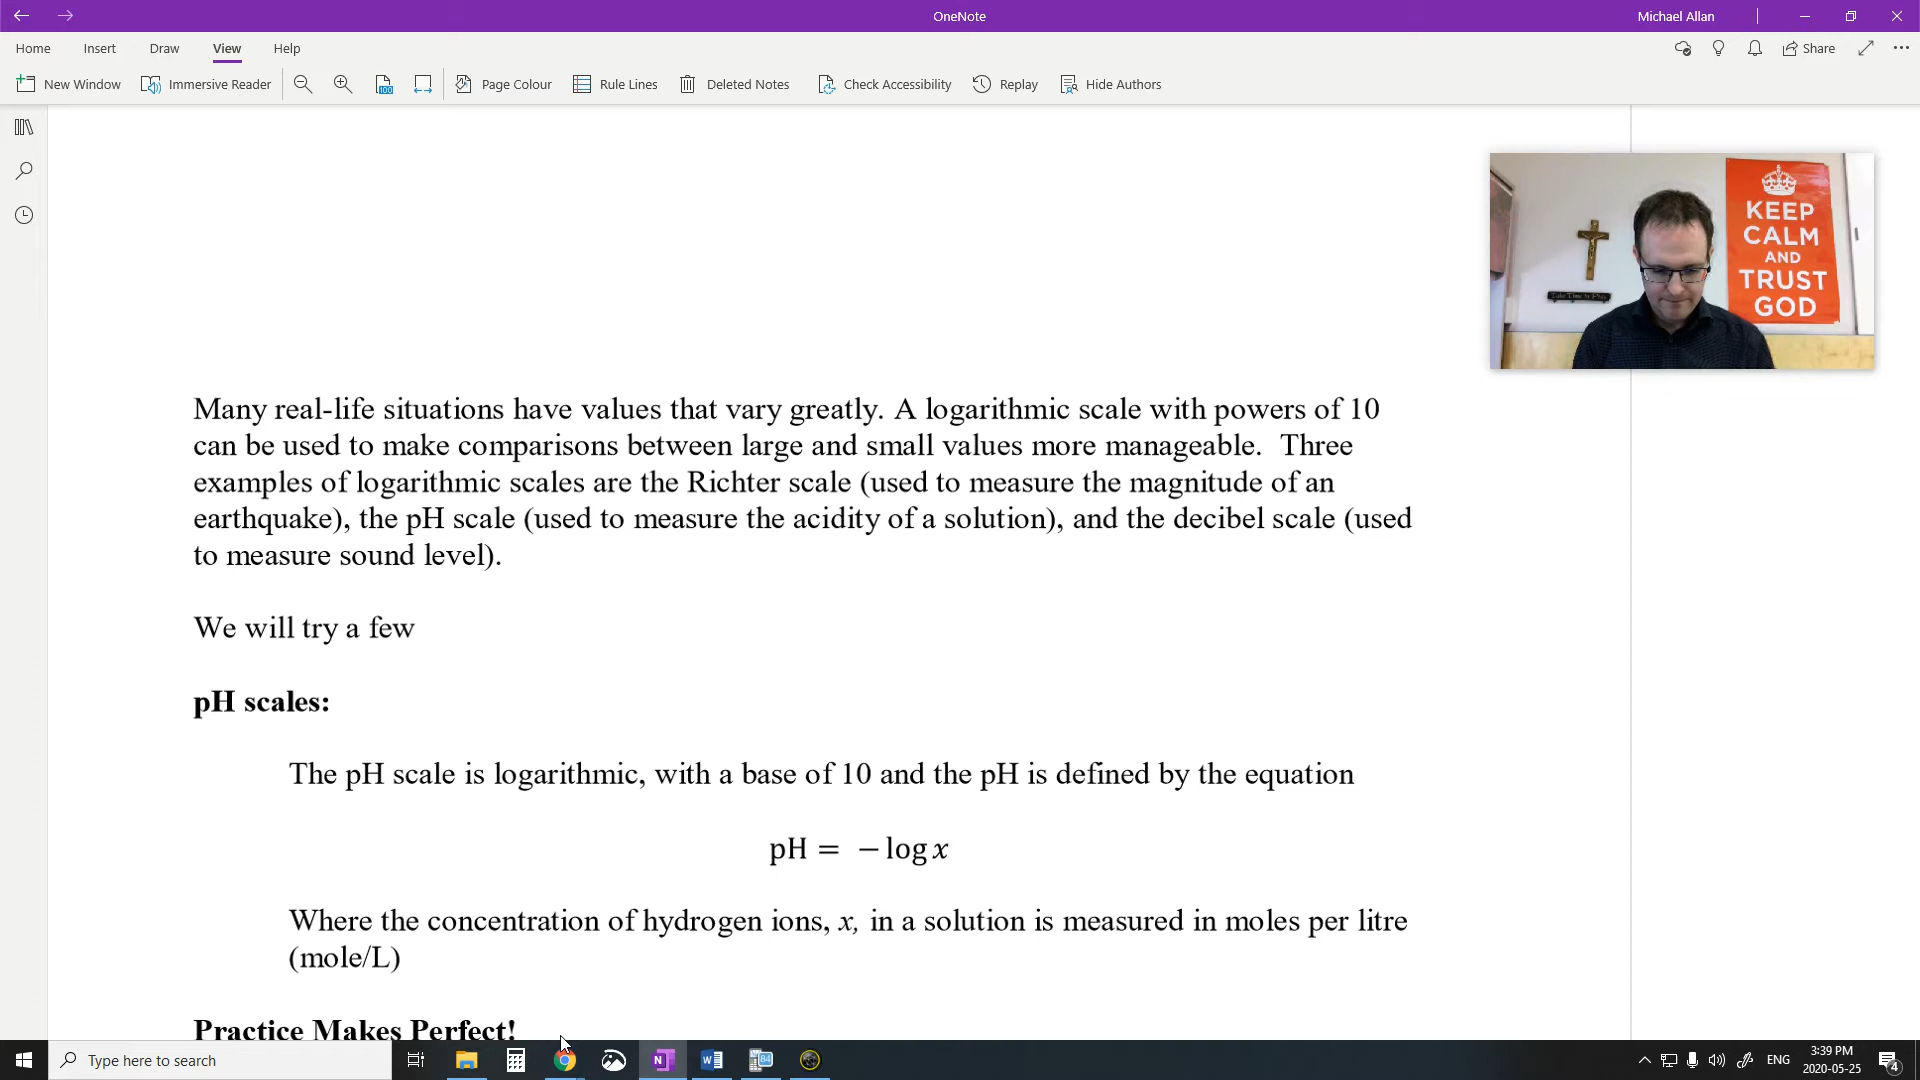 OneNote
Michael Allan
Home Insert Draw View Help
Share
New Window Immersive Reader 100 Page Colour Rule Lines Deleted Notes Check Accessibility Replay Hide Authors
KEEP
CALM
AND
TRUST
GOD
Many real-life situations have values that vary greatly. A logarithmic scale with powers of 10
can be used to make comparisons between large and small values more manageable.  Three
examples of logarithmic scales are the Richter scale (used to measure the magnitude of an
earthquake), the pH scale (used to measure the acidity of a solution), and the decibel scale (used
to measure sound level).
We will try a few
pH scales:
The pH scale is logarithmic, with a base of 10 and the pH is defined by the equation
pH = − log x
Where the concentration of hydrogen ions, x, in a solution is measured in moles per litre
(mole/L)
Practice Makes Perfect!
Type here to search
N
W
84
ENG
3:39 PM
2020-05-25
4